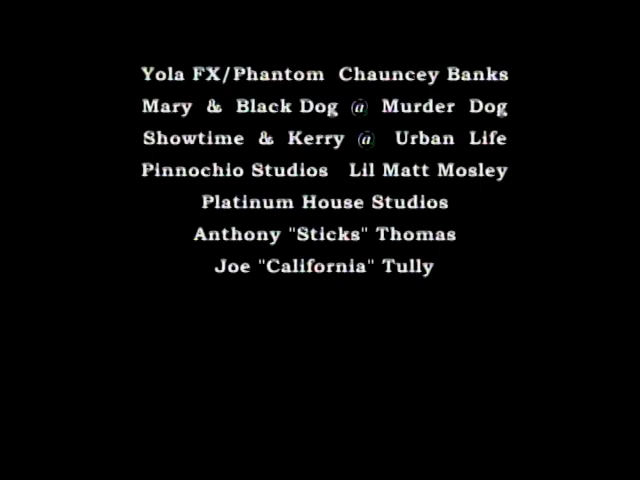 Yola FX/Phantom Chauncey Banks
Mary & Black Dog @ Murder Dog
Showtime & Kerry @ Urban Life
Pinnochio Studios Lil Matt Mosley
Platinum House Studios
Anthony "Sticks" Thomas
Joe "California" Tully